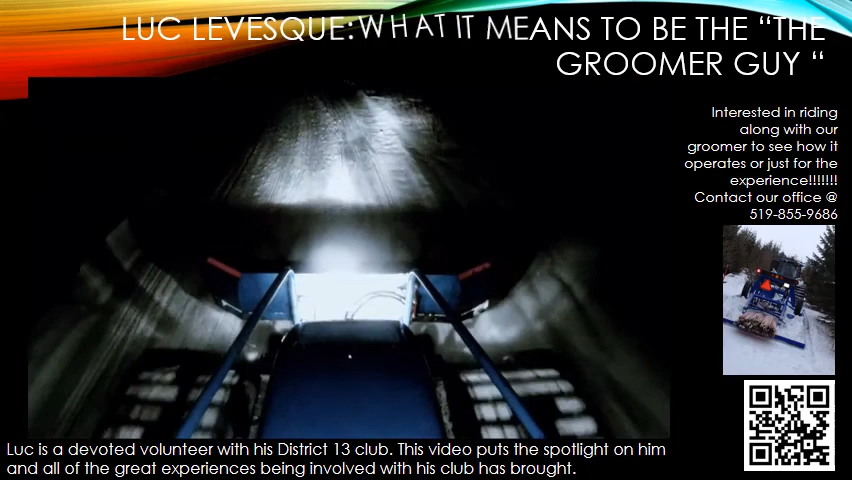 LUC LEVESQUE: WHAT IT MEANS TO BE THE “THE
GROOMER GUY “
Interested in riding
along with our
groomer to see how it
operates or just for the
experience!!!!!!!
Contact our office @
519-855-9686
Luc is a devoted volunteer with his District 13 club. This video puts the spotlight on him
and all of the great experiences being involved with his club has brought.